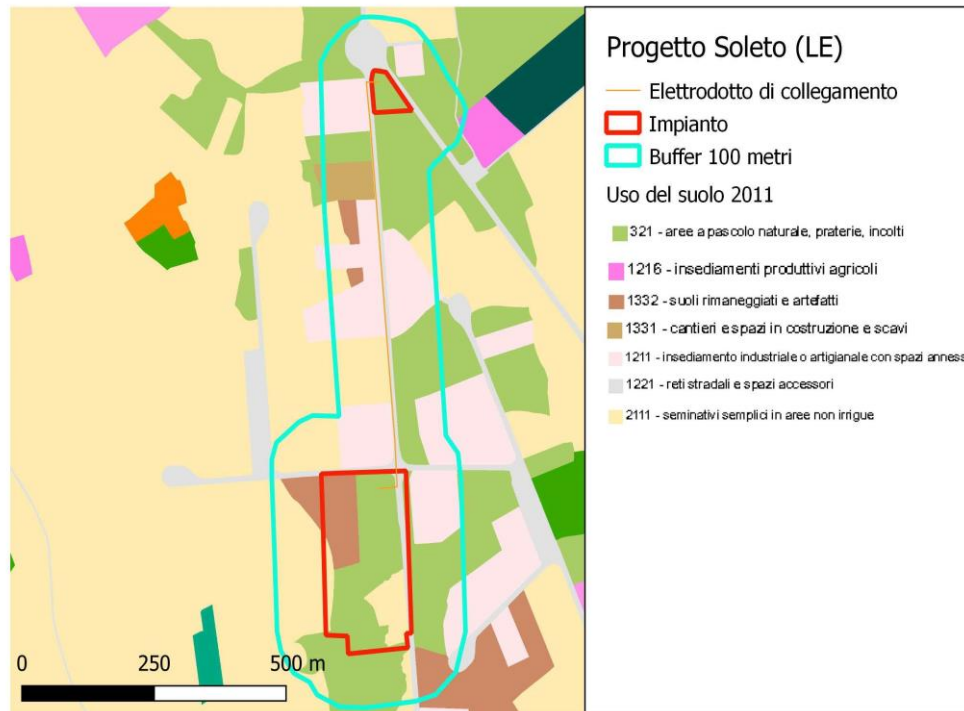 Progetto Soleto (LE)
Elettrodotto di collegamento
Impianto
Buffer 100 metri
Uso del suolo 2011
321 - aree a pascolo naturale, praterie, incolti
1216 - insediamenti produttivi agricoli
1332 - suoli rimaneggiati e artefatti
1331 - cantieri e spazi in costruzione e scavi
1211 - insediamento industriale o artigianale con spazi anness
1221 - reti stradali e spazi accessori
2111 - seminativi semplici in aree non irrigue
0 250 500 m